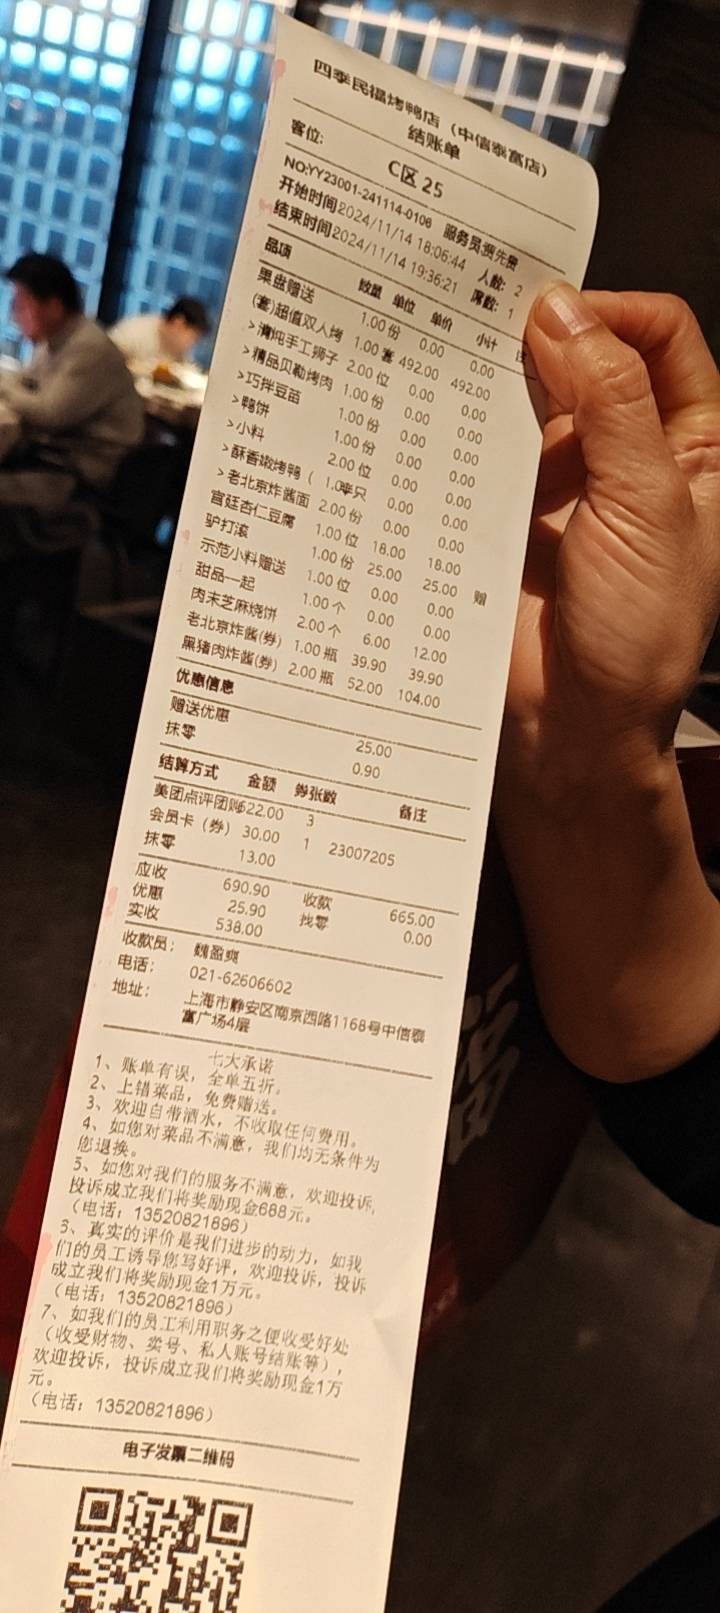 四季民福烤鸭店（中信泰富店）
结账单
客位： C区 25
NO:YY23001-241114-0106 服务员:贾先贵
开始时间2024/11/14 18:06:44 人数: 2
结束时间2024/11/14 19:36:21 席数: 1
品项 数量 单位 单价 小计
果盘赠送 1.00 份 0.00 0.00
(套)超值双人烤 1.00 套 492.00 492.00
>清炖手工狮子 2.00 位 0.00 0.00
>精品贝勒烤肉 1.00 份 0.00 0.00
>巧拌豆苗 1.00 份 0.00 0.00
>鸭饼 1.00 份 0.00 0.00
>小料 2.00 位 0.00 0.00
>酥香嫩烤鸭（ 1.0 只 0.00 0.00
>老北京炸酱面 2.00 份 0.00 0.00
宫廷杏仁豆腐 1.00 位 18.00 18.00
驴打滚 1.00 份 25.00 25.00 赠
示范小料赠送 1.00 位 0.00 0.00
甜品一起 1.00 个 0.00 0.00
肉末芝麻烧饼 2.00 个 6.00 12.00
老北京炸酱(券) 1.00 瓶 39.90 39.90
黑猪肉炸酱(券) 2.00 瓶 52.00 104.00
优惠信息
赠送优惠 25.00
抹零 0.90
结算方式 金额 券张数 备注
美团点评团购622.00 3
会员卡（券） 30.00 1 23007205
抹零 13.00
应收 690.90 收款 665.00
优惠 25.90 找零 0.00
实收 538.00
收款员： 魏盈爽
电话： 021-62606602
地址： 上海市静安区南京西路1168号中信泰
富广场4层
七大承诺
1、账单有误，全单五折。
2、上错菜品，免费赠送。
3、欢迎自带酒水，不收取任何费用。
4、如您对菜品不满意，我们均无条件为
您退换。
5、如您对我们的服务不满意，欢迎投诉,
投诉成立我们将奖励现金688元。
（电话：13520821896）
6、真实的评价是我们进步的动力，如我
们的员工诱导您写好评，欢迎投诉，投诉
成立我们将奖励现金1万元。
（电话：13520821896）
7、如我们的员工利用职务之便收受好处
（收受财物、卖号、私人账号结账等），
欢迎投诉，投诉成立我们将奖励现金1万
元。
（电话：13520821896）
电子发票二维码